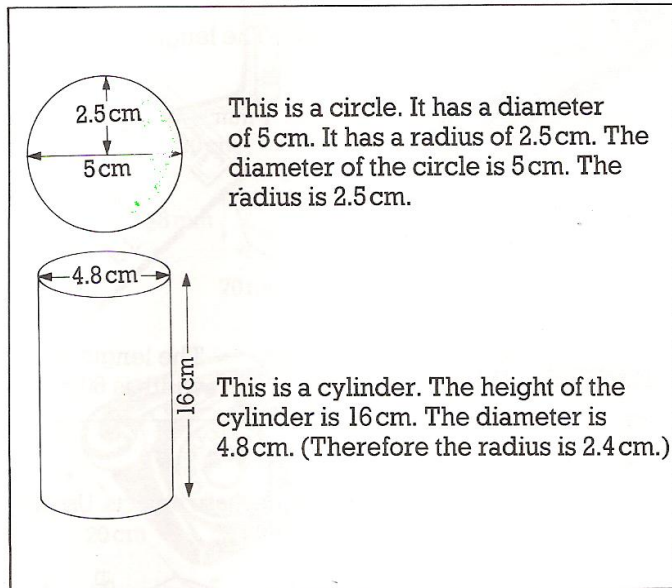 2.5 cm
5 cm
This is a circle. It has a diameter
of 5 cm. It has a radius of 2.5 cm. The
diameter of the circle is 5 cm. The
radius is 2.5 cm.
4.8 cm
16 cm
This is a cylinder. The height of the
cylinder is 16 cm. The diameter is
4.8 cm. (Therefore the radius is 2.4 cm.)